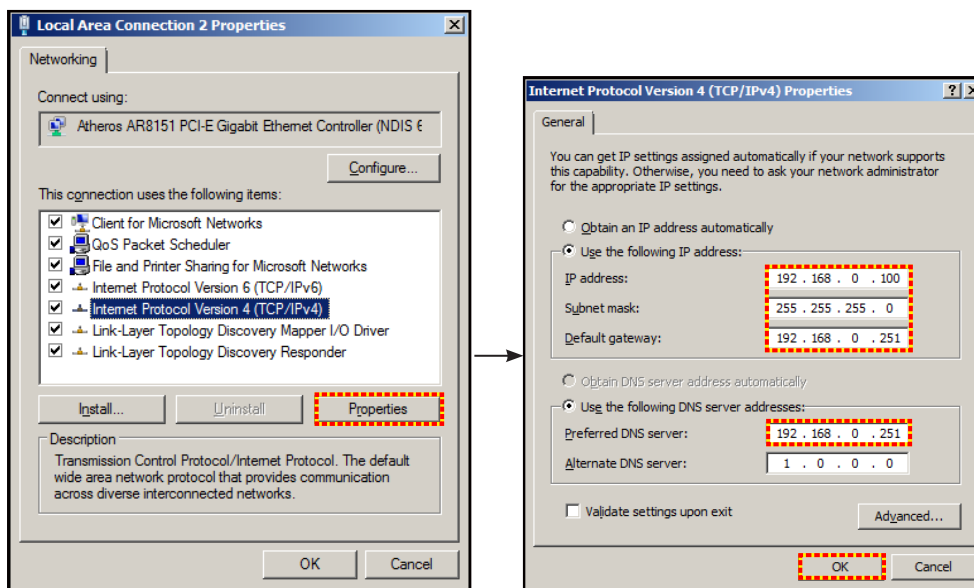 Local Area Connection 2 Properties
Networking
Connect using:
Atheros AR8151 PCI-E Gigabit Ethernet Controller (NDIS 6
Configure...
This connection uses the following items:
Client for Microsoft Networks
QoS Packet Scheduler
File and Printer Sharing for Microsoft Networks
Internet Protocol Version 6 (TCP/IPv6)
Internet Protocol Version 4 (TCP/IPv4)
Link-Layer Topology Discovery Mapper I/O Driver
Link-Layer Topology Discovery Responder
Install...
Uninstall
Properties
Description
Transmission Control Protocol/Internet Protocol. The default
wide area network protocol that provides communication
across diverse interconnected networks.
OK
Cancel
Internet Protocol Version 4 (TCP/IPv4) Properties
General
You can get IP settings assigned automatically if your network supports
this capability. Otherwise, you need to ask your network administrator
for the appropriate IP settings.
Obtain an IP address automatically
Use the following IP address:
IP address: 192 . 168 . 0 . 100
Subnet mask: 255 . 255 . 255 . 0
Default gateway: 192 . 168 . 0 . 251
Obtain DNS server address automatically
Use the following DNS server addresses:
Preferred DNS server: 192 . 168 . 0 . 251
Alternate DNS server: 1 . 0 . 0 . 0
Validate settings upon exit
Advanced...
OK
Cancel